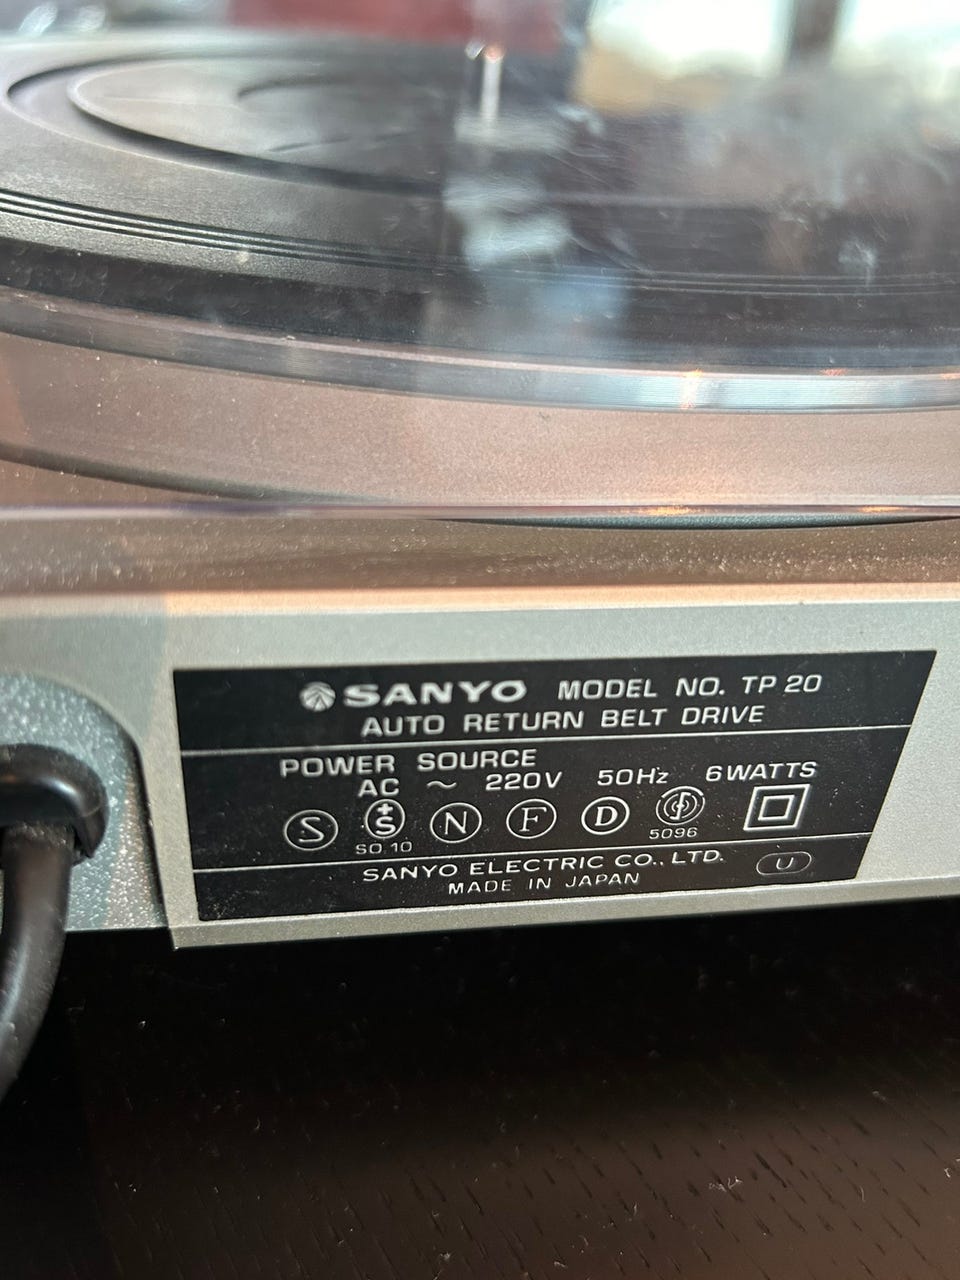 SANYO MODEL NO. TP 20
AUTO RETURN BELT DRIVE
POWER SOURCE
AC ~ 220V 50Hz 6WATTS
S +S N F D
SO.10 5096
SANYO ELECTRIC CO., LTD. U
MADE IN JAPAN